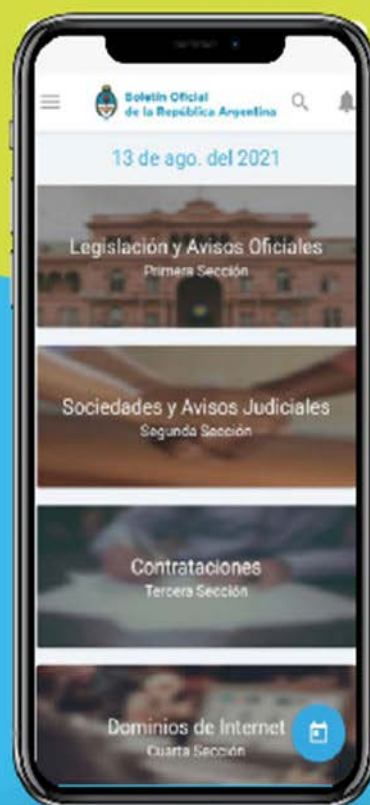 Boletín Oficial
de la República Argentina
13 de ago. del 2021
Legislación y Avisos Oficiales
Primera Sección
Sociedades y Avisos Judiciales
Segunda Sección
Contrataciones
Tercera Sección
Dominios de Internet
Cuarta Sección